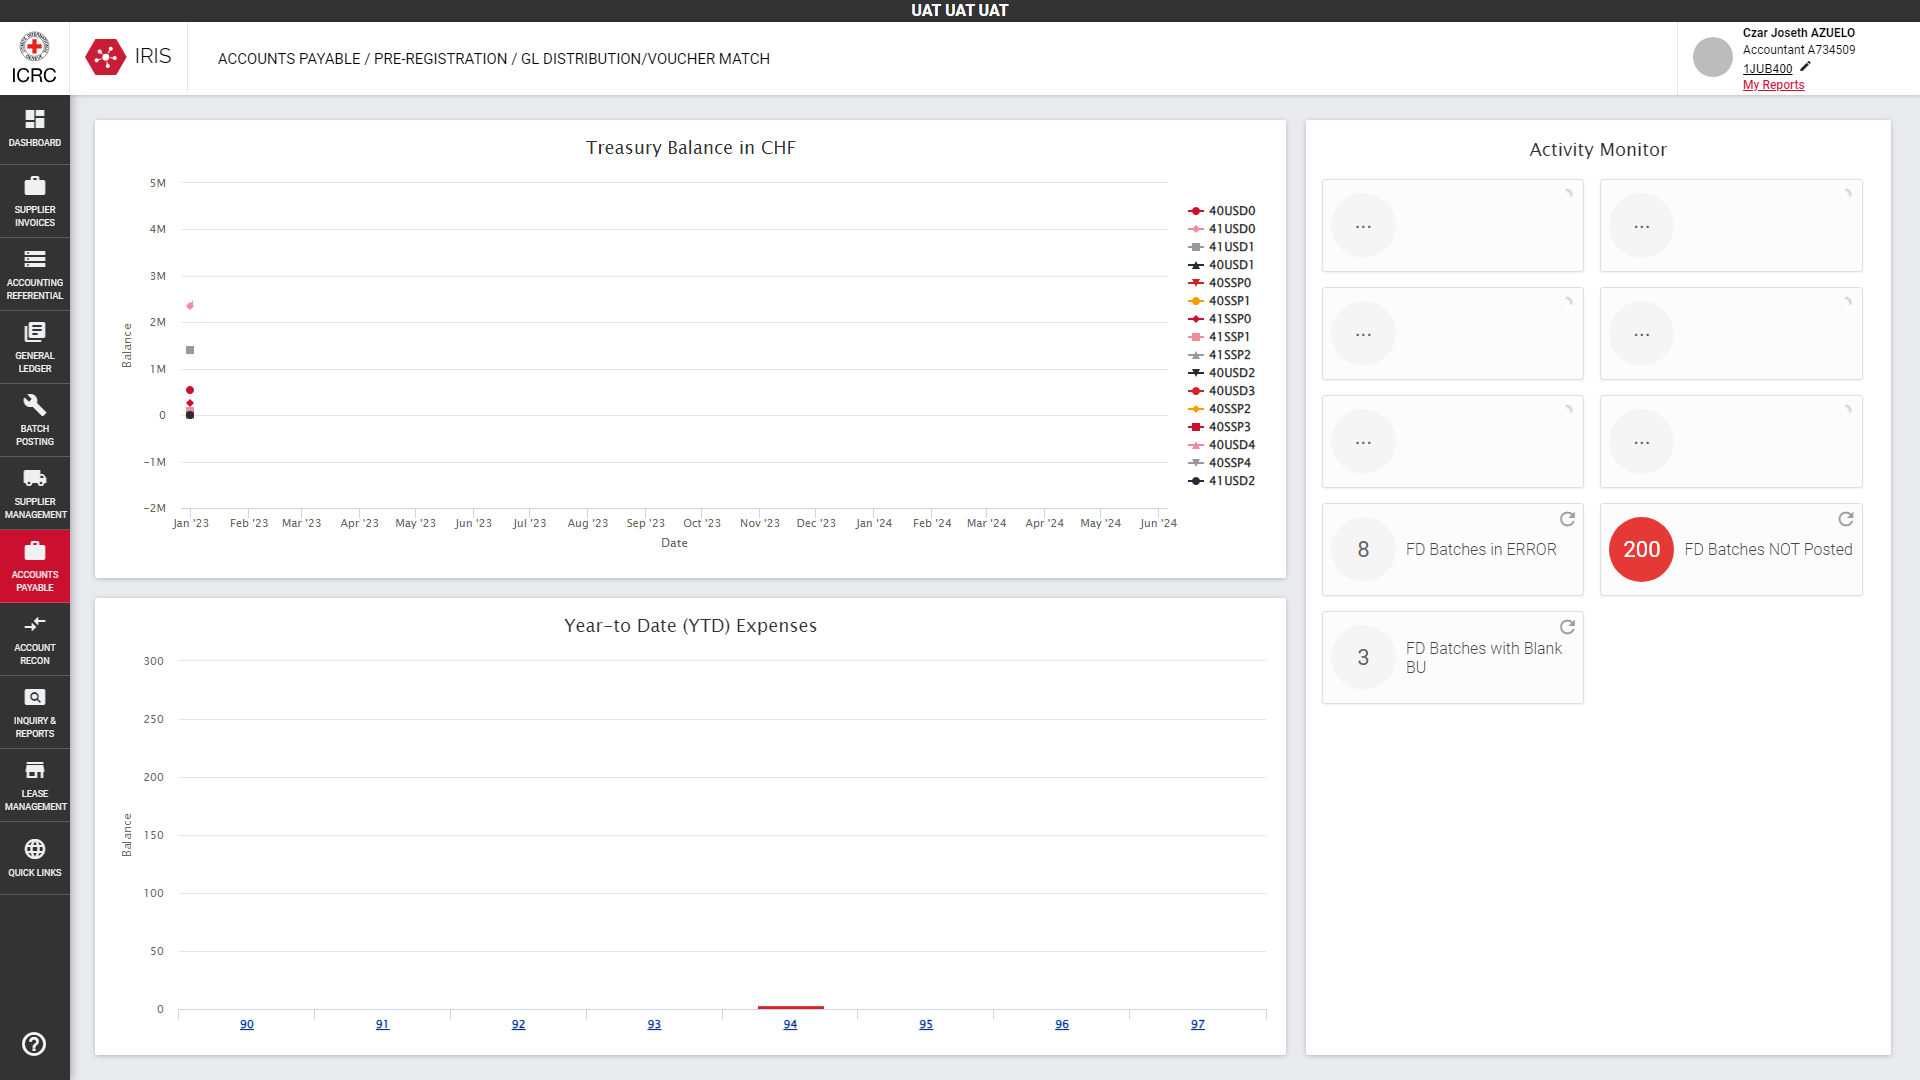 UAT UAT UAT
ICRC
IRIS
ACCOUNTS PAYABLE / PRE-REGISTRATION / GL DISTRIBUTION/VOUCHER MATCH
Czar Joseth AZUELO
Accountant A734509
1JUB400
My Reports
DASHBOARD
SUPPLIER
INVOICES
ACCOUNTING
REFERENTIAL
GENERAL
LEDGER
BATCH
POSTING
SUPPLIER
MANAGEMENT
ACCOUNTS
PAYABLE
ACCOUNT
RECON
INQUIRY &
REPORTS
LEASE
MANAGEMENT
QUICK LINKS
Treasury Balance in CHF
Balance
5M
4M
3M
2M
1M
0
-1M
-2M
Jan '23 Feb '23 Mar '23 Apr '23 May '23 Jun '23 Jul '23 Aug '23 Sep '23 Oct '23 Nov '23 Dec '23 Jan '24 Feb '24 Mar '24 Apr '24 May '24 Jun '24
Date
40USD0
41USD0
41USD1
40USD1
40SSP0
40SSP1
41SSP0
41SSP1
41SSP2
40USD2
40USD3
40SSP2
40SSP3
40USD4
40SSP4
41USD2
Year-to Date (YTD) Expenses
Balance
300
250
200
150
100
50
0
90 91 92 93 94 95 96 97
Activity Monitor
... ...
... ...
... ...
8 FD Batches in ERROR
200 FD Batches NOT Posted
3 FD Batches with Blank
BU